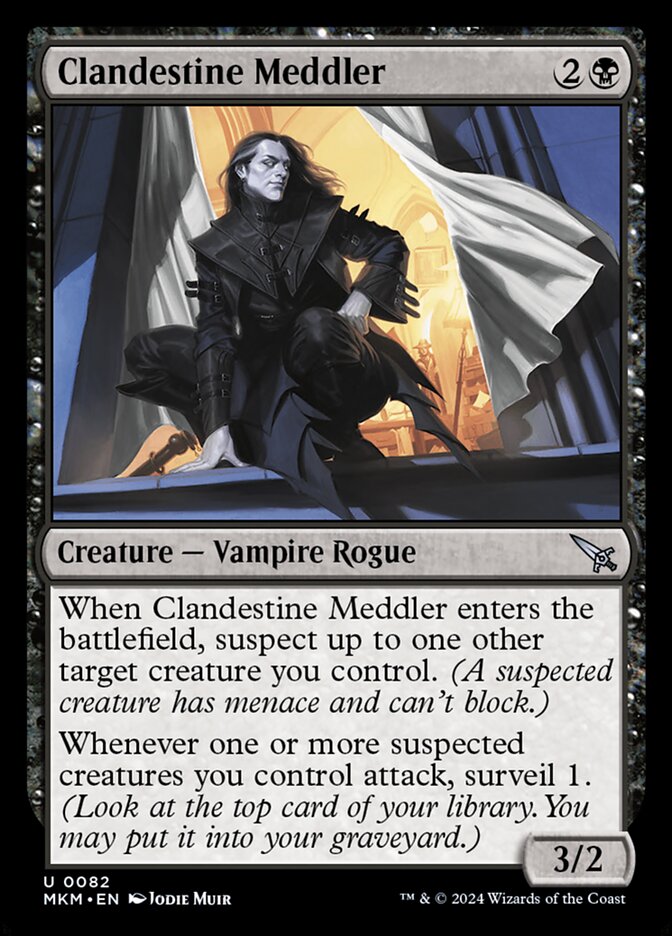 Clandestine Meddler 2
Creature — Vampire Rogue
When Clandestine Meddler enters the
battlefield, suspect up to one other
target creature you control. (A suspected
creature has menace and can't block.)
Whenever one or more suspected
creatures you control attack, surveil 1.
(Look at the top card of your library. You
may put it into your graveyard.)
3/2
U 0082
MKM • EN Jodie Muir ™ & © 2024 Wizards of the Coast